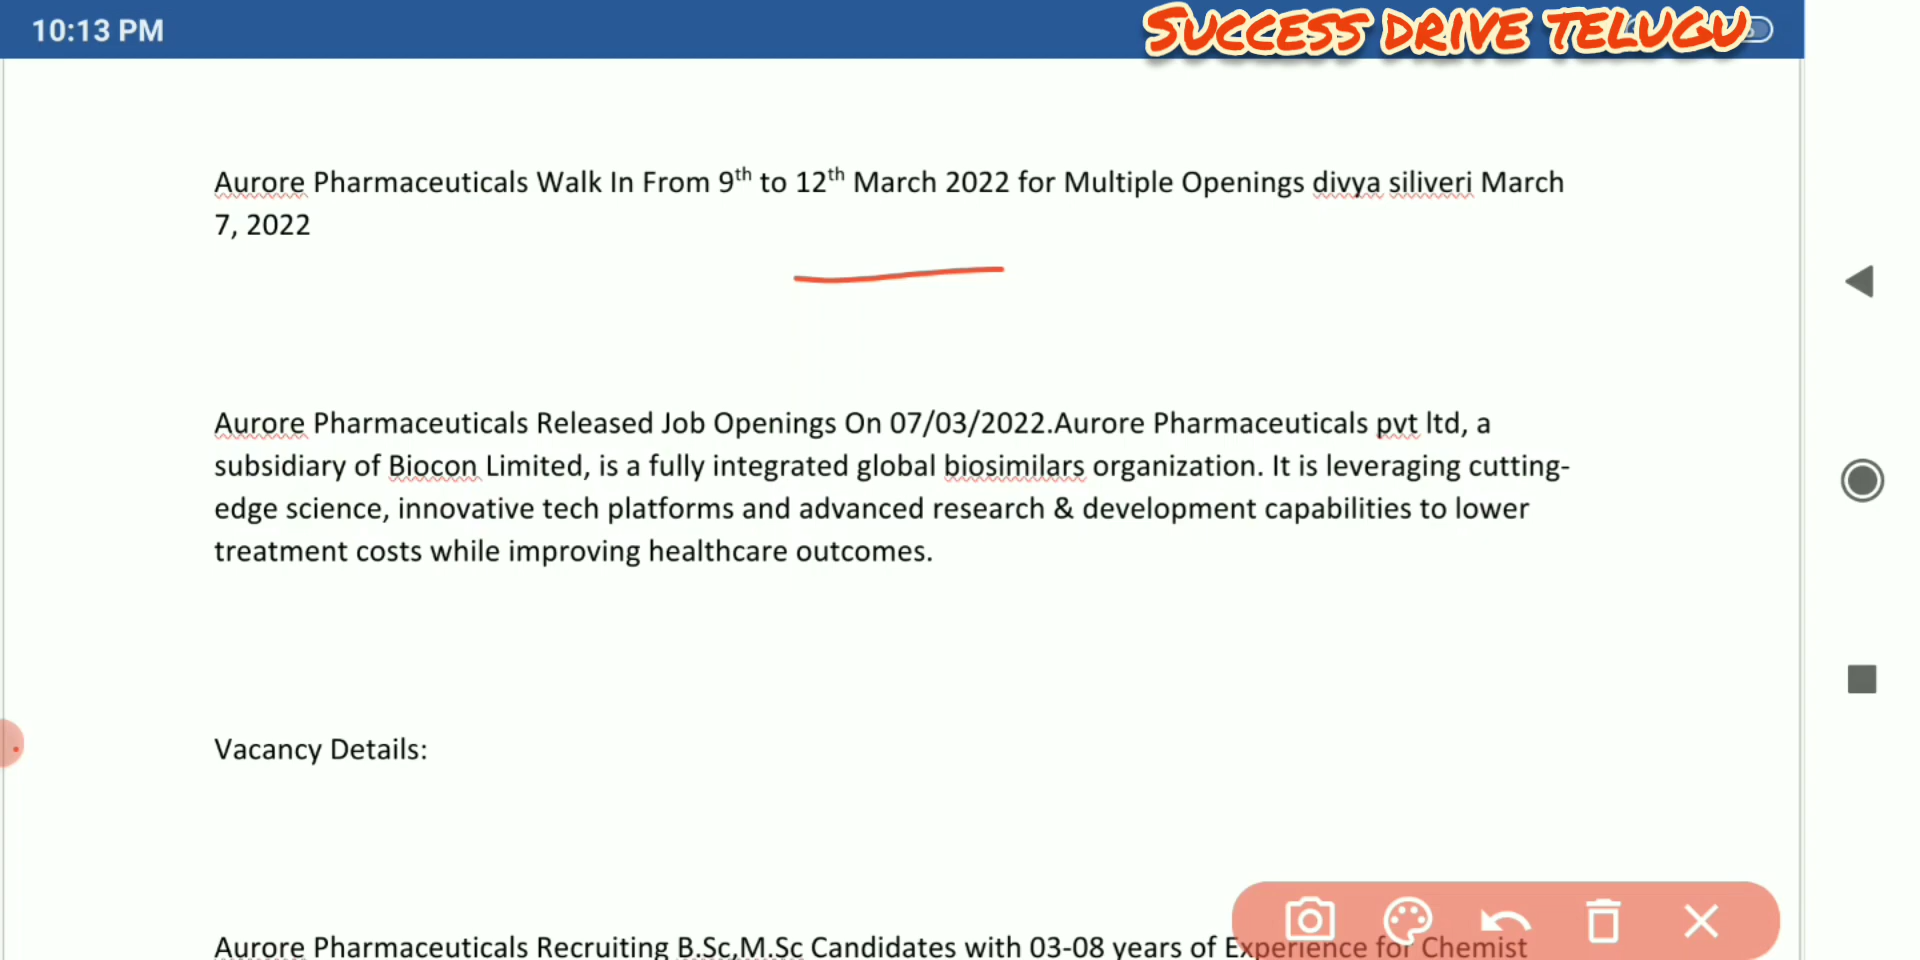 10:13 PM
SUCCESS DRIVE TELUGU
Aurore Pharmaceuticals Walk In From 9th to 12th March 2022 for Multiple Openings divya siliveri March
7, 2022
Aurore Pharmaceuticals Released Job Openings On 07/03/2022.Aurore Pharmaceuticals pvt ltd, a
subsidiary of Biocon Limited, is a fully integrated global biosimilars organization. It is leveraging cutting-
edge science, innovative tech platforms and advanced research & development capabilities to lower
treatment costs while improving healthcare outcomes.
Vacancy Details:
Aurore Pharmaceuticals Recruiting B.Sc,M.Sc Candidates with 03-08 years of Experience for Chemist